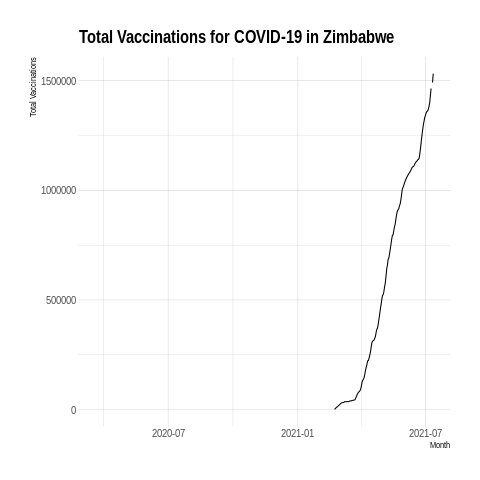 Total Vaccinations for COVID-19 in Zimbabwe
Total Vaccinations
1500000
1000000
500000
0
2020-07 2021-01 2021-07
Month